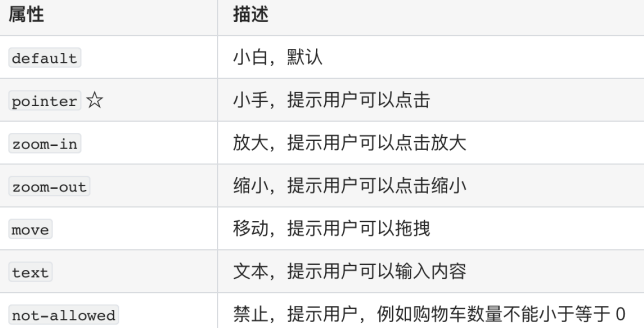 属性 描述
default 小白，默认
pointer ☆ 小手，提示用户可以点击
zoom-in 放大，提示用户可以点击放大
zoom-out 缩小，提示用户可以点击缩小
move 移动，提示用户可以拖拽
text 文本，提示用户可以输入内容
not-allowed 禁止，提示用户，例如购物车数量不能小于等于 0